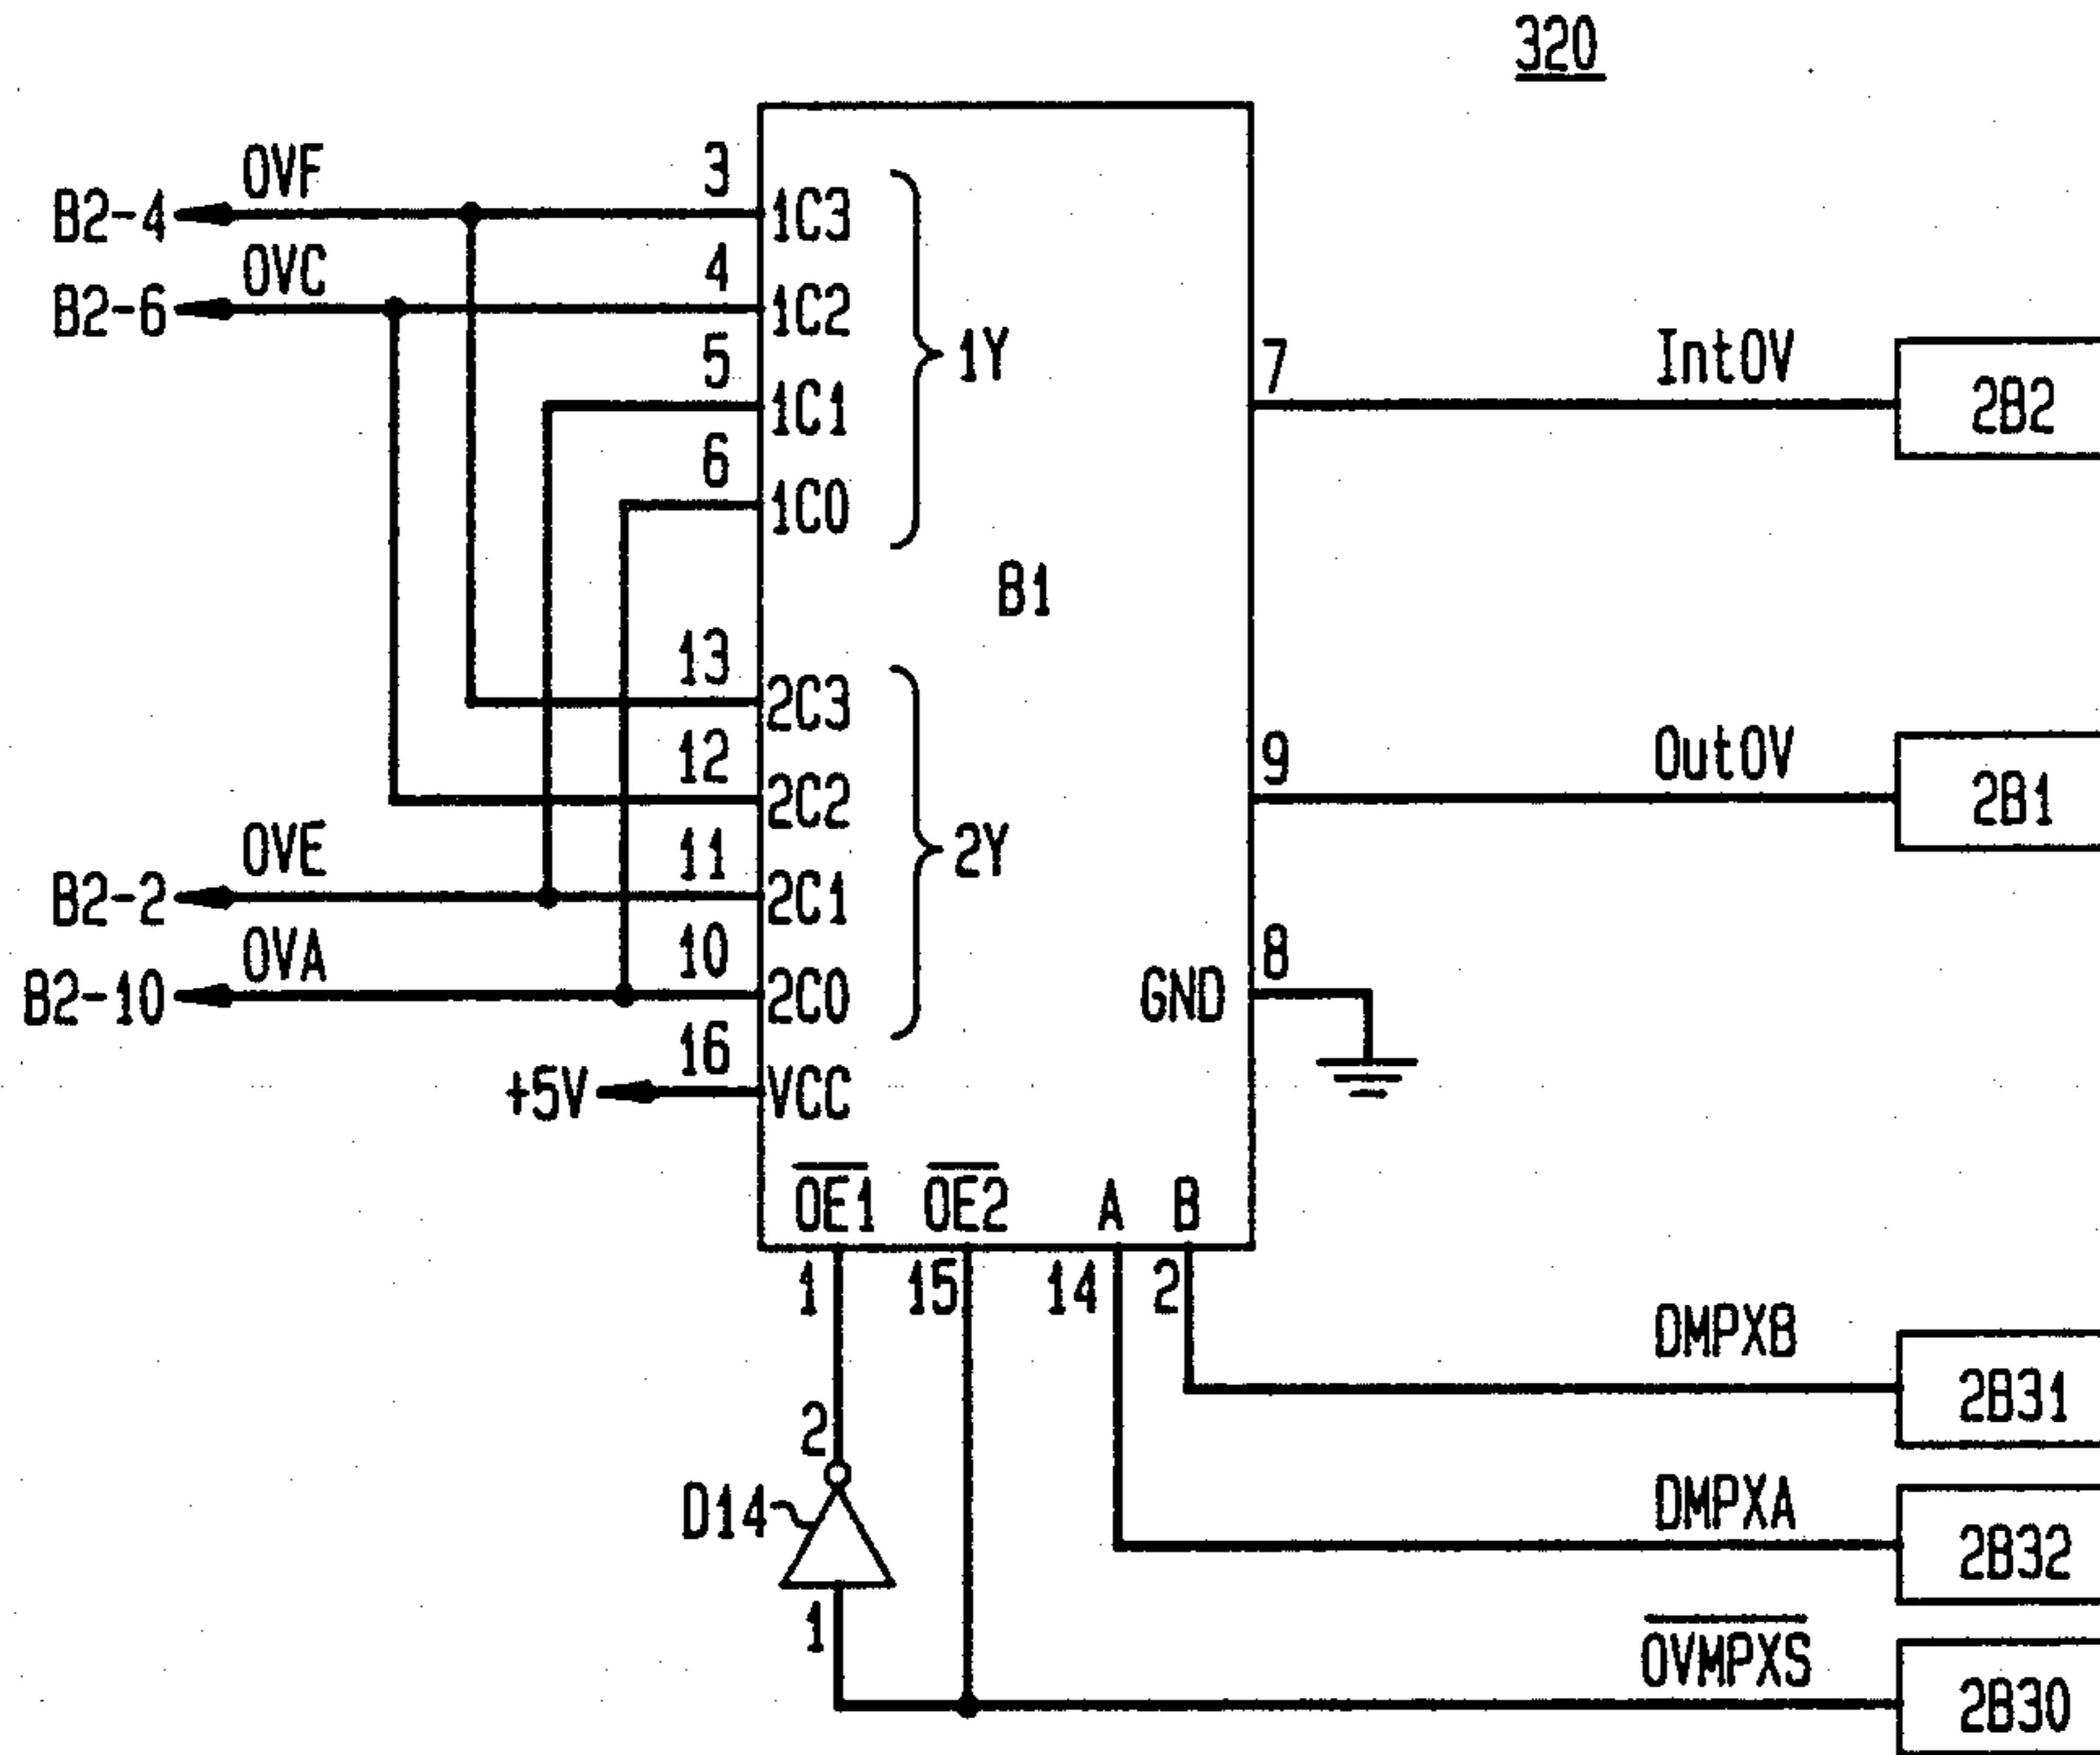 320
OVF 3
B2-4 1C3
OVC 4
B2-6 1C2
5
1C1
6
1C0
1Y
7 IntOV 2B2
B1
13
2C3
12
2C2
2Y
9 OutOV 2B1
OVE 11
B2-2 2C1
OVA 10
B2-10 2C0
GND 8
16
+5V VCC
OE1 OE2 A B
1 15 14 2
DMPXB 2B31
2
D14
DMPXA 2B32
1
OVMPXS 2B30